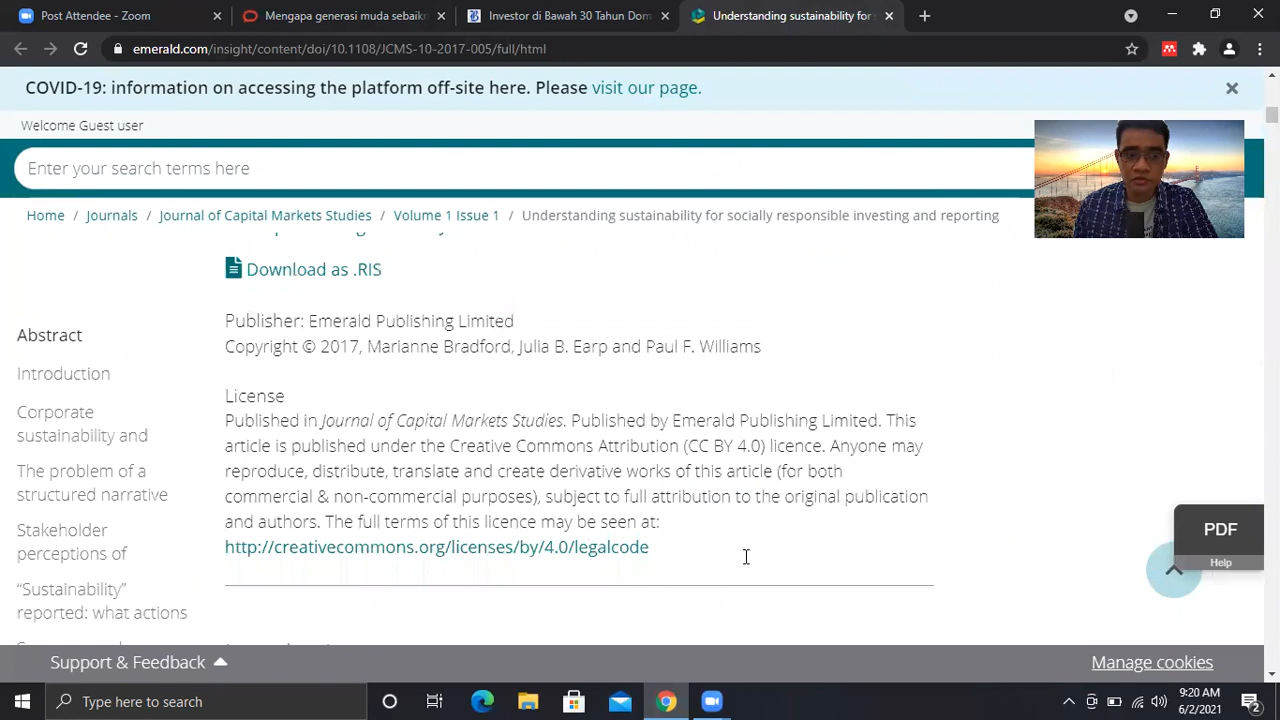 Post Attendee - Zoom
Mengapa generasi muda sebaik
Investor di Bawah 30 Tahun Dom
Understanding sustainability for s
emerald.com/insight/content/doi/10.1108/JCMS-10-2017-005/full/html
COVID-19: information on accessing the platform off-site here. Please visit our page.
Welcome Guest user
Enter your search terms here
Home / Journals / Journal of Capital Markets Studies / Volume 1 Issue 1 / Understanding sustainability for socially responsible investing and reporting
Download as .RIS
Publisher: Emerald Publishing Limited
Copyright © 2017, Marianne Bradford, Julia B. Earp and Paul F. Williams
License
Published in Journal of Capital Markets Studies. Published by Emerald Publishing Limited. This
article is published under the Creative Commons Attribution (CC BY 4.0) licence. Anyone may
reproduce, distribute, translate and create derivative works of this article (for both
commercial & non-commercial purposes), subject to full attribution to the original publication
and authors. The full terms of this licence may be seen at:
http://creativecommons.org/licenses/by/4.0/legalcode
Abstract
Introduction
Corporate
sustainability and
The problem of a
structured narrative
Stakeholder
perceptions of
"Sustainability"
reported: what actions
PDF
Help
Support & Feedback
Manage cookies
Type here to search
9:20 AM
6/2/2021
2